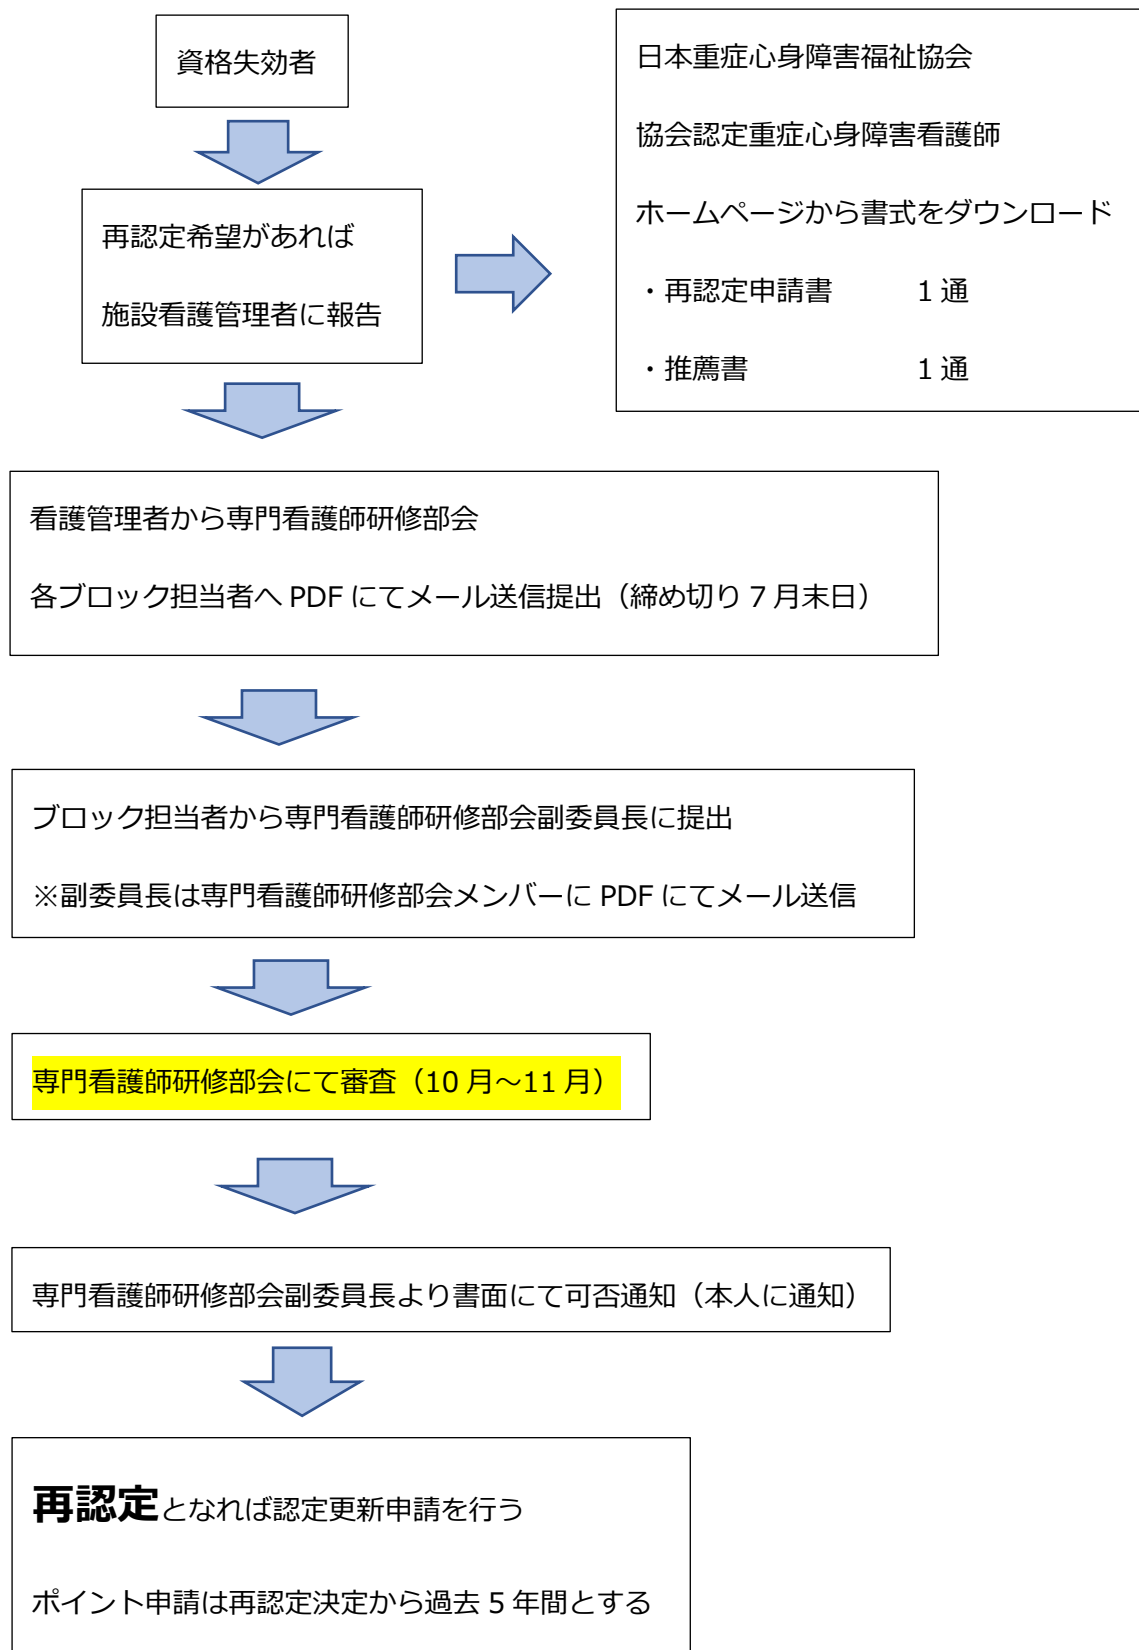 資格失効者
再認定希望があれば
施設看護管理者に報告
日本重症心身障害福祉協会
協会認定重症心身障害看護師
ホームページから書式をダウンロード
・再認定申請書 1 通
・推薦書 1 通
看護管理者から専門看護師研修部会
各ブロック担当者へ PDF にてメール送信提出（締め切り 7 月末日）
ブロック担当者から専門看護師研修部会副委員長に提出
※副委員長は専門看護師研修部会メンバーに PDF にてメール送信
専門看護師研修部会にて審査（10 月～11 月）
専門看護師研修部会副委員長より書面にて可否通知（本人に通知）
再認定となれば認定更新申請を行う
ポイント申請は再認定決定から過去 5 年間とする